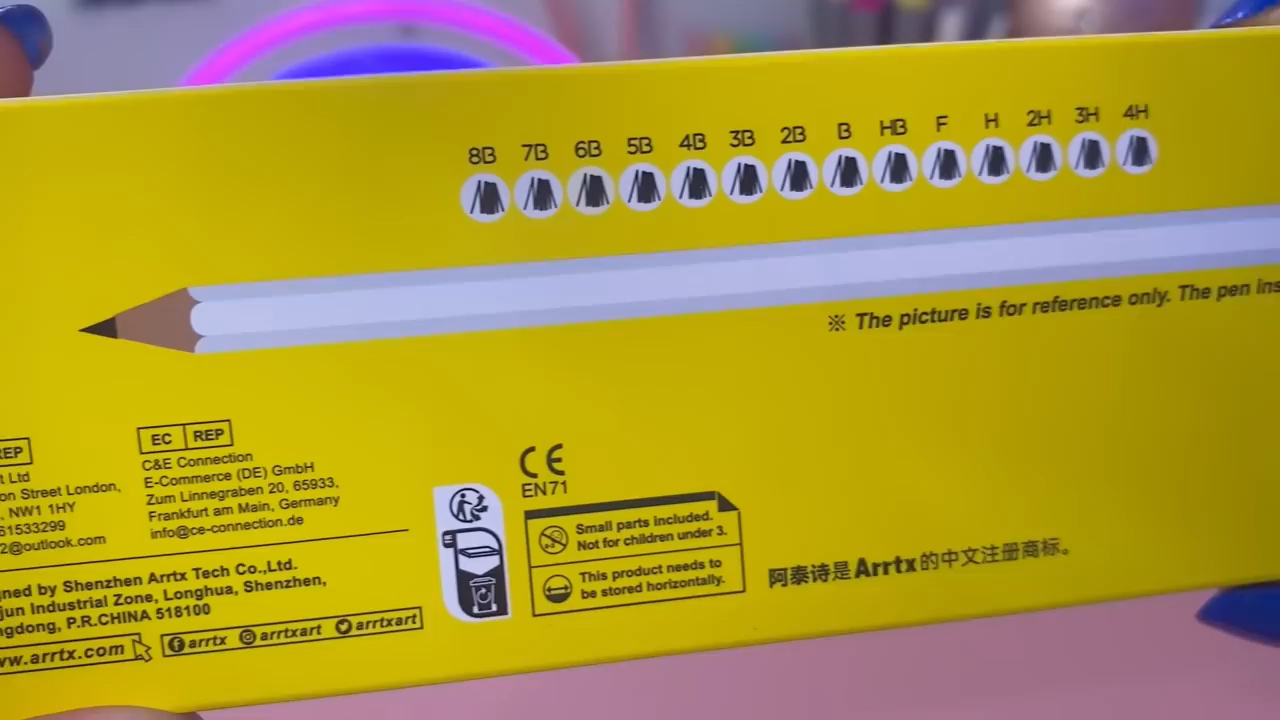 8B 7B 6B 5B 4B 3B 2B B HB F H 2H 3H 4H
※ The picture is for reference only. The pen
REP
EC REP
Ltd
Street London,
, NW1 1HY
61533299
2@outlook.com
C&E Connection
E-Commerce (DE) GmbH
Zum Linnegraben 20, 65933,
Frankfurt am Main, Germany
info@ce-connection.de
CE
EN71
Small parts included.
Not for children under 3.
This product needs to
be stored horizontally.
by Shenzhen Arrtx Tech Co.,Ltd.
Industrial Zone, Longhua, Shenzhen,
P.R.CHINA 518100
www.arrtx.com
arrtx arrtxart arrtxart
阿泰诗是Arrtx的中文注册商标。